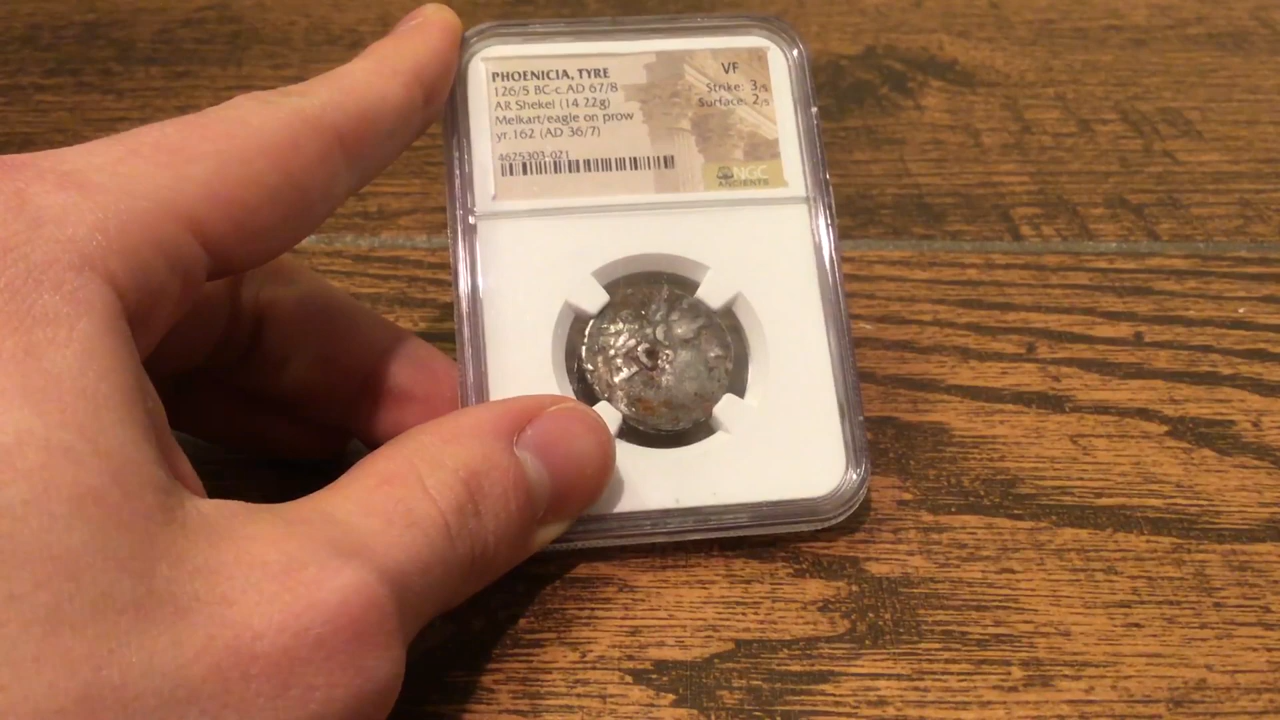 PHOENICIA, TYRE
126/5 BC-c.AD 67/8
AR Shekel (14.22g)
Melkart/eagle on prow
yr.162 (AD 36/7)
4625303-021
VF
Strike: 3/5
Surface: 2/5
NGC
ANCIENTS